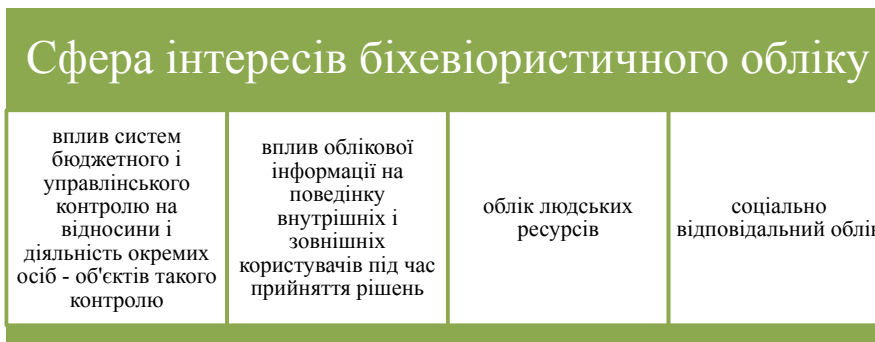 Сфера інтересів біхевіористичного обліку
вплив систем
бюджетного і
управлінського
контролю на
відносини і
діяльність окремих
осіб - об'єктів такого
контролю
вплив облікової
інформації на
поведінку
внутрішніх і
зовнішніх
користувачів під час
прийняття рішень
облік людських
ресурсів
соціально
відповідальний облік